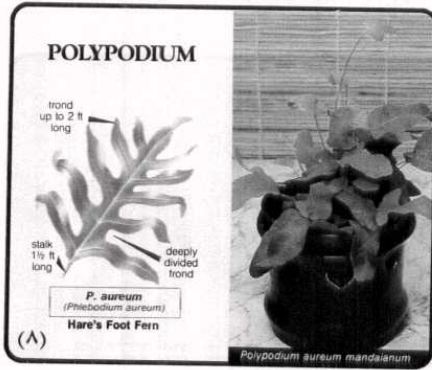 POLYPODIUM
trond
up to 2 ft
long
stalk
1½ ft
long
deeply
divided
frond
P. aureum
(Phlebodium aureum)
Hare's Foot Fern
(A)
Polypodium aureum mandaianum